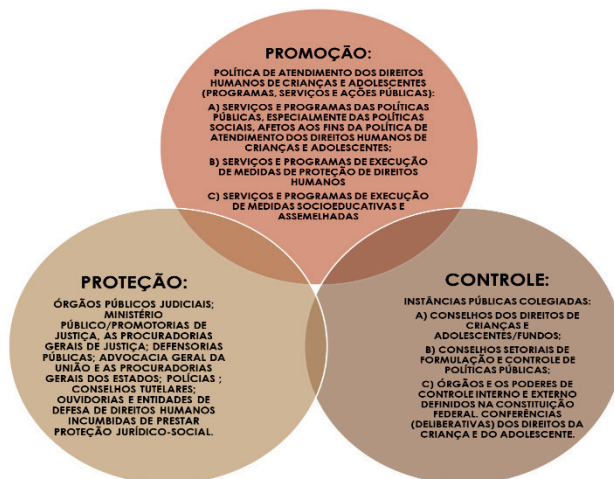 PROMOÇÃO:
POLÍTICA DE ATENDIMENTO DOS DIREITOS
HUMANOS DE CRIANÇAS E ADOLESCENTES
(PROGRAMAS, SERVIÇOS E AÇÕES PÚBLICAS):
A) SERVIÇOS E PROGRAMAS DAS POLÍTICAS
PÚBLICAS, ESPECIALMENTE DAS POLÍTICAS
SOCIAIS, AFETOS AOS FINS DA POLÍTICA DE
ATENDIMENTO DOS DIREITOS HUMANOS DE
CRIANÇAS E ADOLESCENTES;
B) SERVIÇOS E PROGRAMAS DE EXECUÇÃO
DE MEDIDAS DE PROTEÇÃO DE DIREITOS
HUMANOS
C) SERVIÇOS E PROGRAMAS DE EXECUÇÃO
DE MEDIDAS SOCIOEDUCATIVAS E
ASSEMELHADAS
PROTEÇÃO:
ÓRGÃOS PÚBLICOS JUDICIAIS;
MINISTÉRIO
PÚBLICO/PROMOTORIAS DE
JUSTIÇA, AS PROCURADORIAS
GERAIS DE JUSTIÇA; DEFENSORIAS
PÚBLICAS; ADVOCACIA GERAL DA
UNIÃO E AS PROCURADORIAS
GERAIS DOS ESTADOS; POLÍCIAS ;
CONSELHOS TUTELARES;
OUVIDORIAS E ENTIDADES DE
DEFESA DE DIREITOS HUMANOS
INCUMBIDAS DE PRESTAR
PROTEÇÃO JURÍDICO-SOCIAL.
CONTROLE:
INSTÂNCIAS PÚBLICAS COLEGIADAS:
A) CONSELHOS DOS DIREITOS DE
CRIANÇAS E
ADOLESCENTES/FUNDOS;
B) CONSELHOS SETORIAIS DE
FORMULAÇÃO E CONTROLE DE
POLÍTICAS PÚBLICAS;
C) ÓRGÃOS E OS PODERES DE
CONTROLE INTERNO E EXTERNO
DEFINIDOS NA CONSTITUIÇÃO
FEDERAL. CONFERÊNCIAS
(DELIBERATIVAS) DOS DIREITOS DA
CRIANÇA E DO ADOLESCENTE.